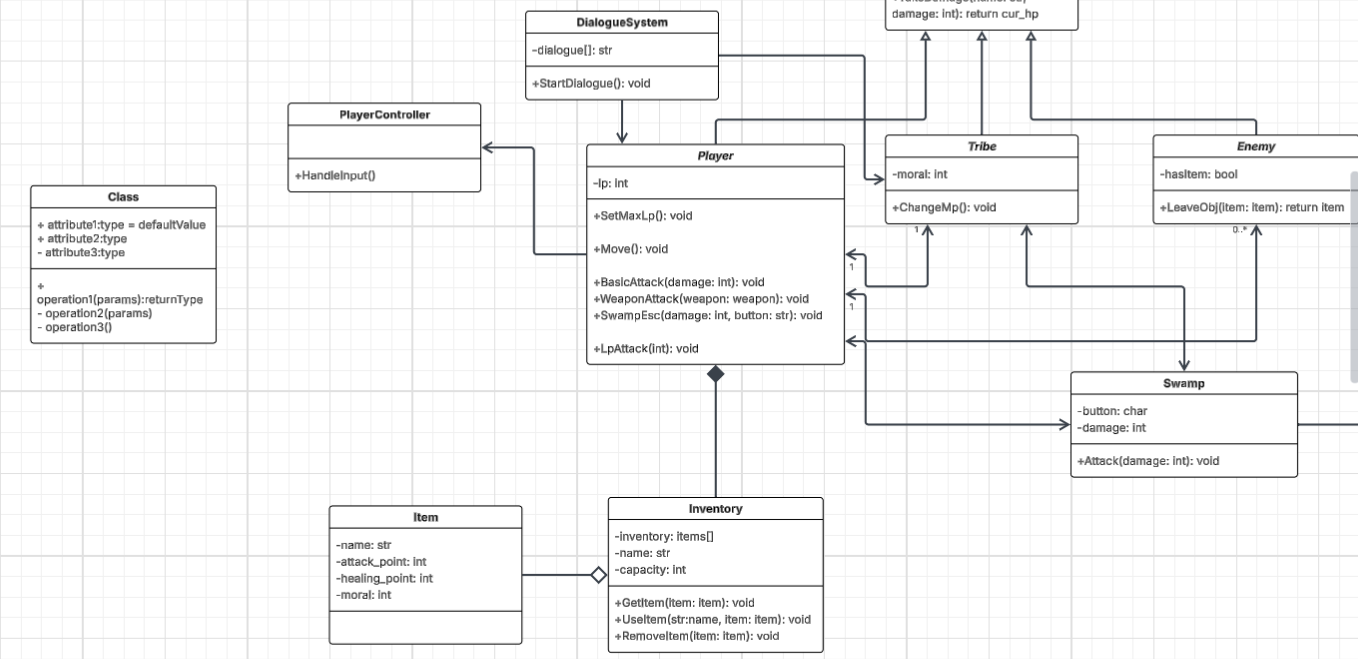 damage: int): return cur_hp
DialogueSystem
-dialogue[]: str
+StartDialogue(): void
PlayerController
+HandleInput()
Class
+ attribute1:type = defaultValue
+ attribute2:type
- attribute3:type
+
operation1(params):returnType
- operation2(params)
- operation3()
Player
-lp: int
+SetMaxLp(): void
+Move(): void
+BasicAttack(damage: int): void
+WeaponAttack(weapon: weapon): void
+SwampEsc(damage: int, button: str): void
+LpAttack(int): void
Tribe
-moral: int
+ChangeMp(): void
Enemy
-hasItem: bool
+LeaveObj(item: item): return item
1
0..*
1
1
Swamp
-button: char
-damage: int
+Attack(damage: int): void
Item
-name: str
-attack_point: int
-healing_point: int
-moral: int
Inventory
-inventory: items[]
-name: str
-capacity: int
+GetItem(item: item): void
+UseItem(str:name, item: item): void
+RemoveItem(item: item): void